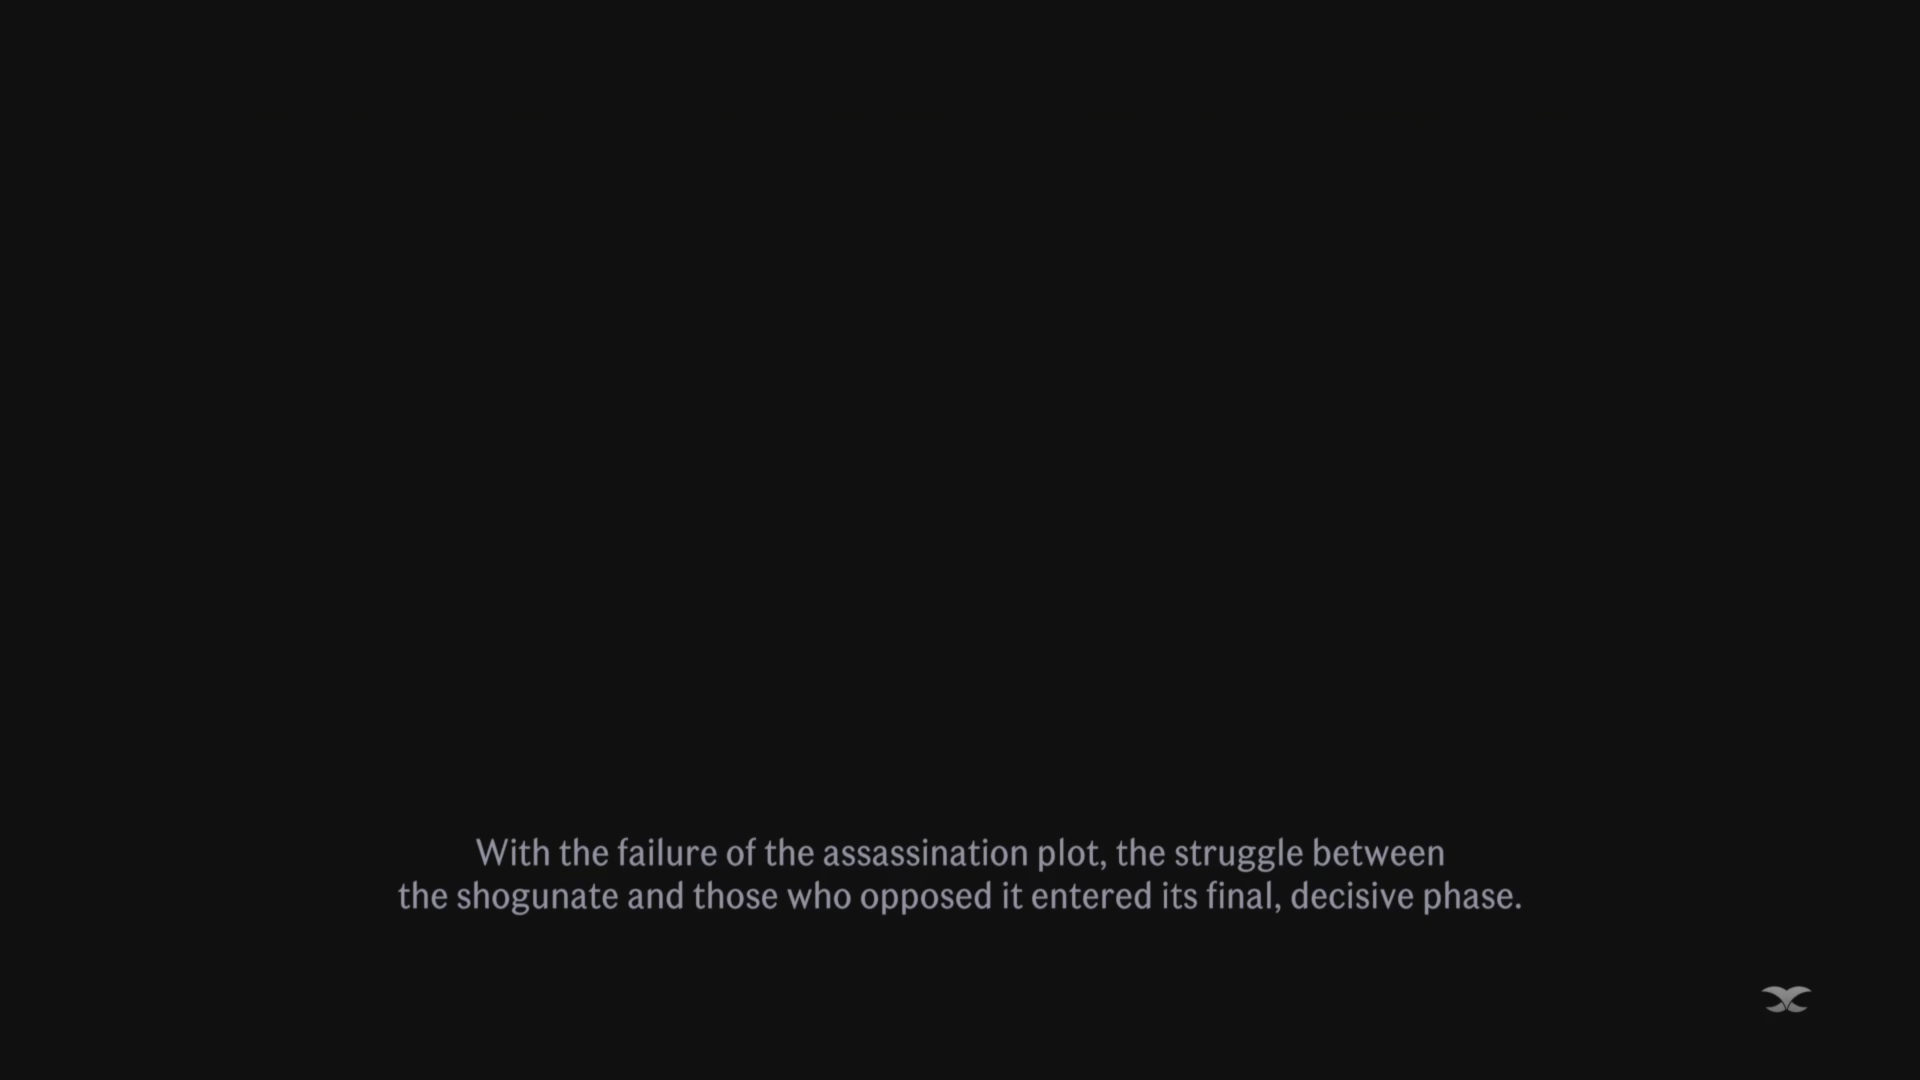 With the failure of the assassination plot, the struggle between
the shogunate and those who opposed it entered its final, decisive phase.